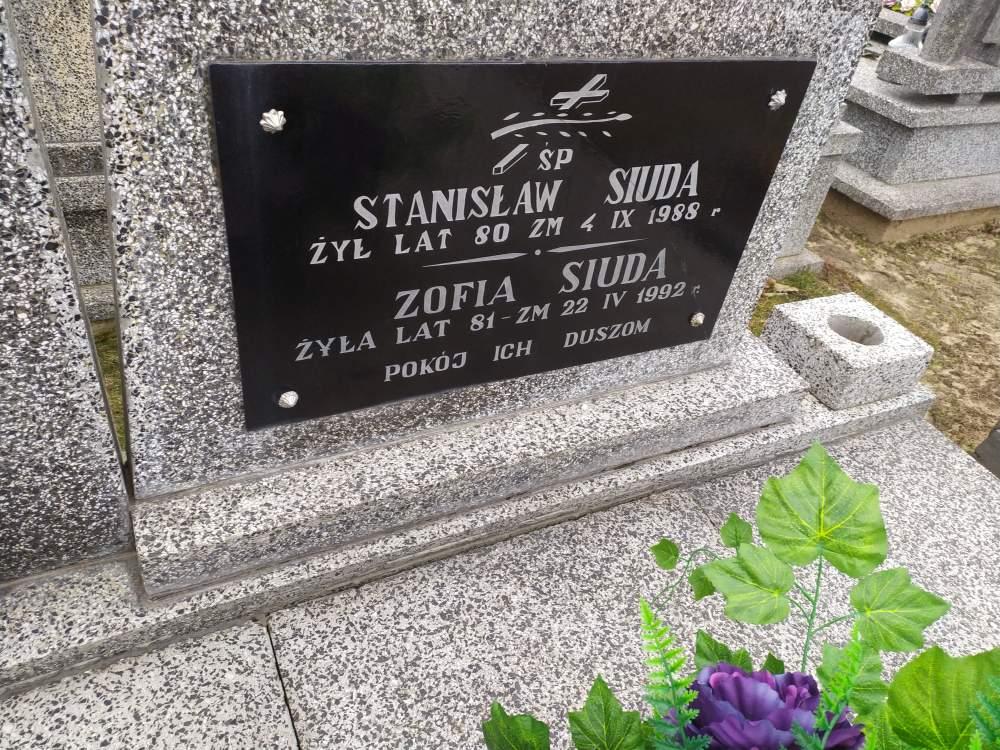 ŚP
STANISŁAW SIUDA
ŻYŁ LAT 80 ZM 4 IX 1988 r
ZOFIA SIUDA
ŻYŁA LAT 81-ZM 22 IV 1992 r.
POKÓJ ICH DUSZOM